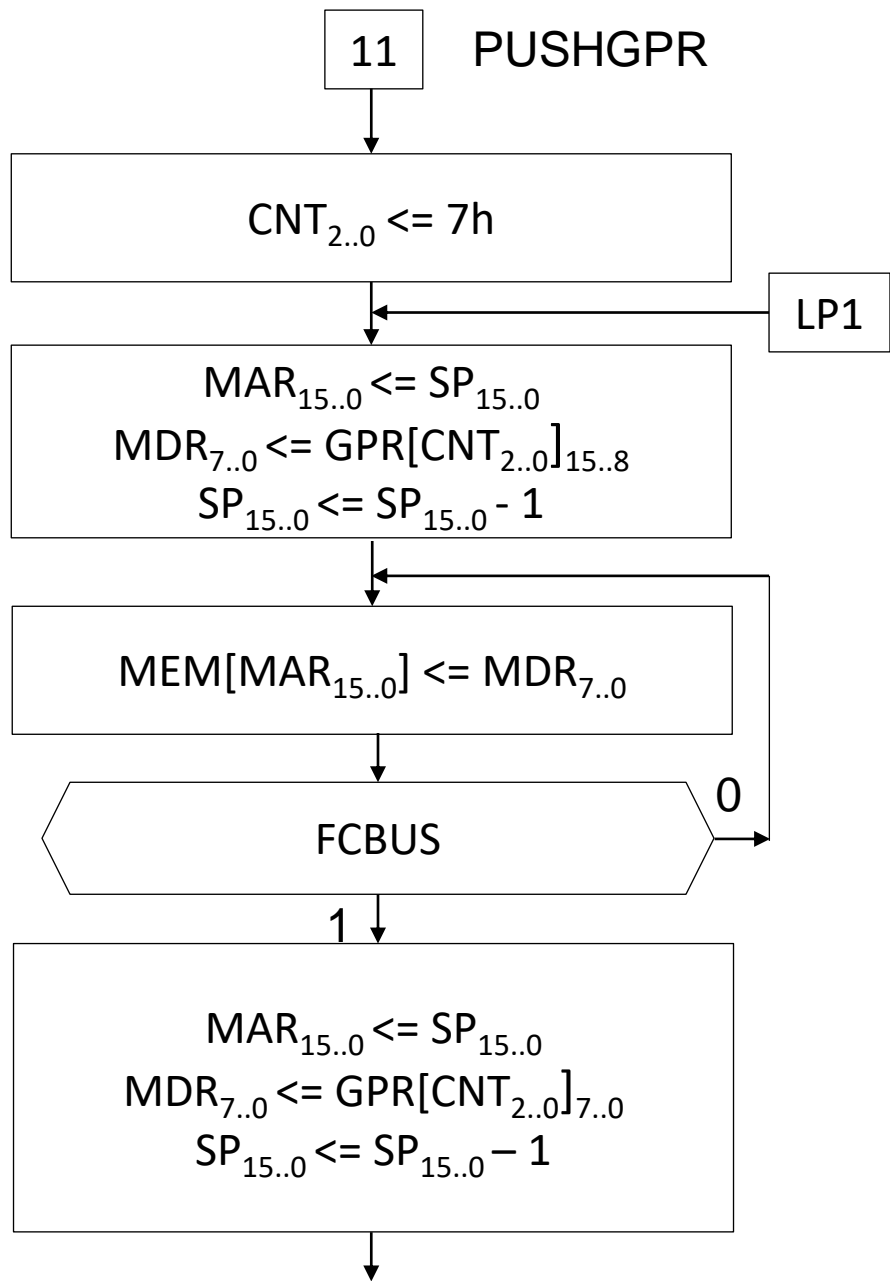 11 PUSHGPR
CNT2..0 <= 7h
LP1
MAR15..0 <= SP15..0
MDR7..0 <= GPR[CNT2..0]15..8
SP15..0 <= SP15..0 - 1
MEM[MAR15..0] <= MDR7..0
0
FCBUS
1
MAR15..0 <= SP15..0
MDR7..0 <= GPR[CNT2..0]7..0
SP15..0 <= SP15..0 – 1